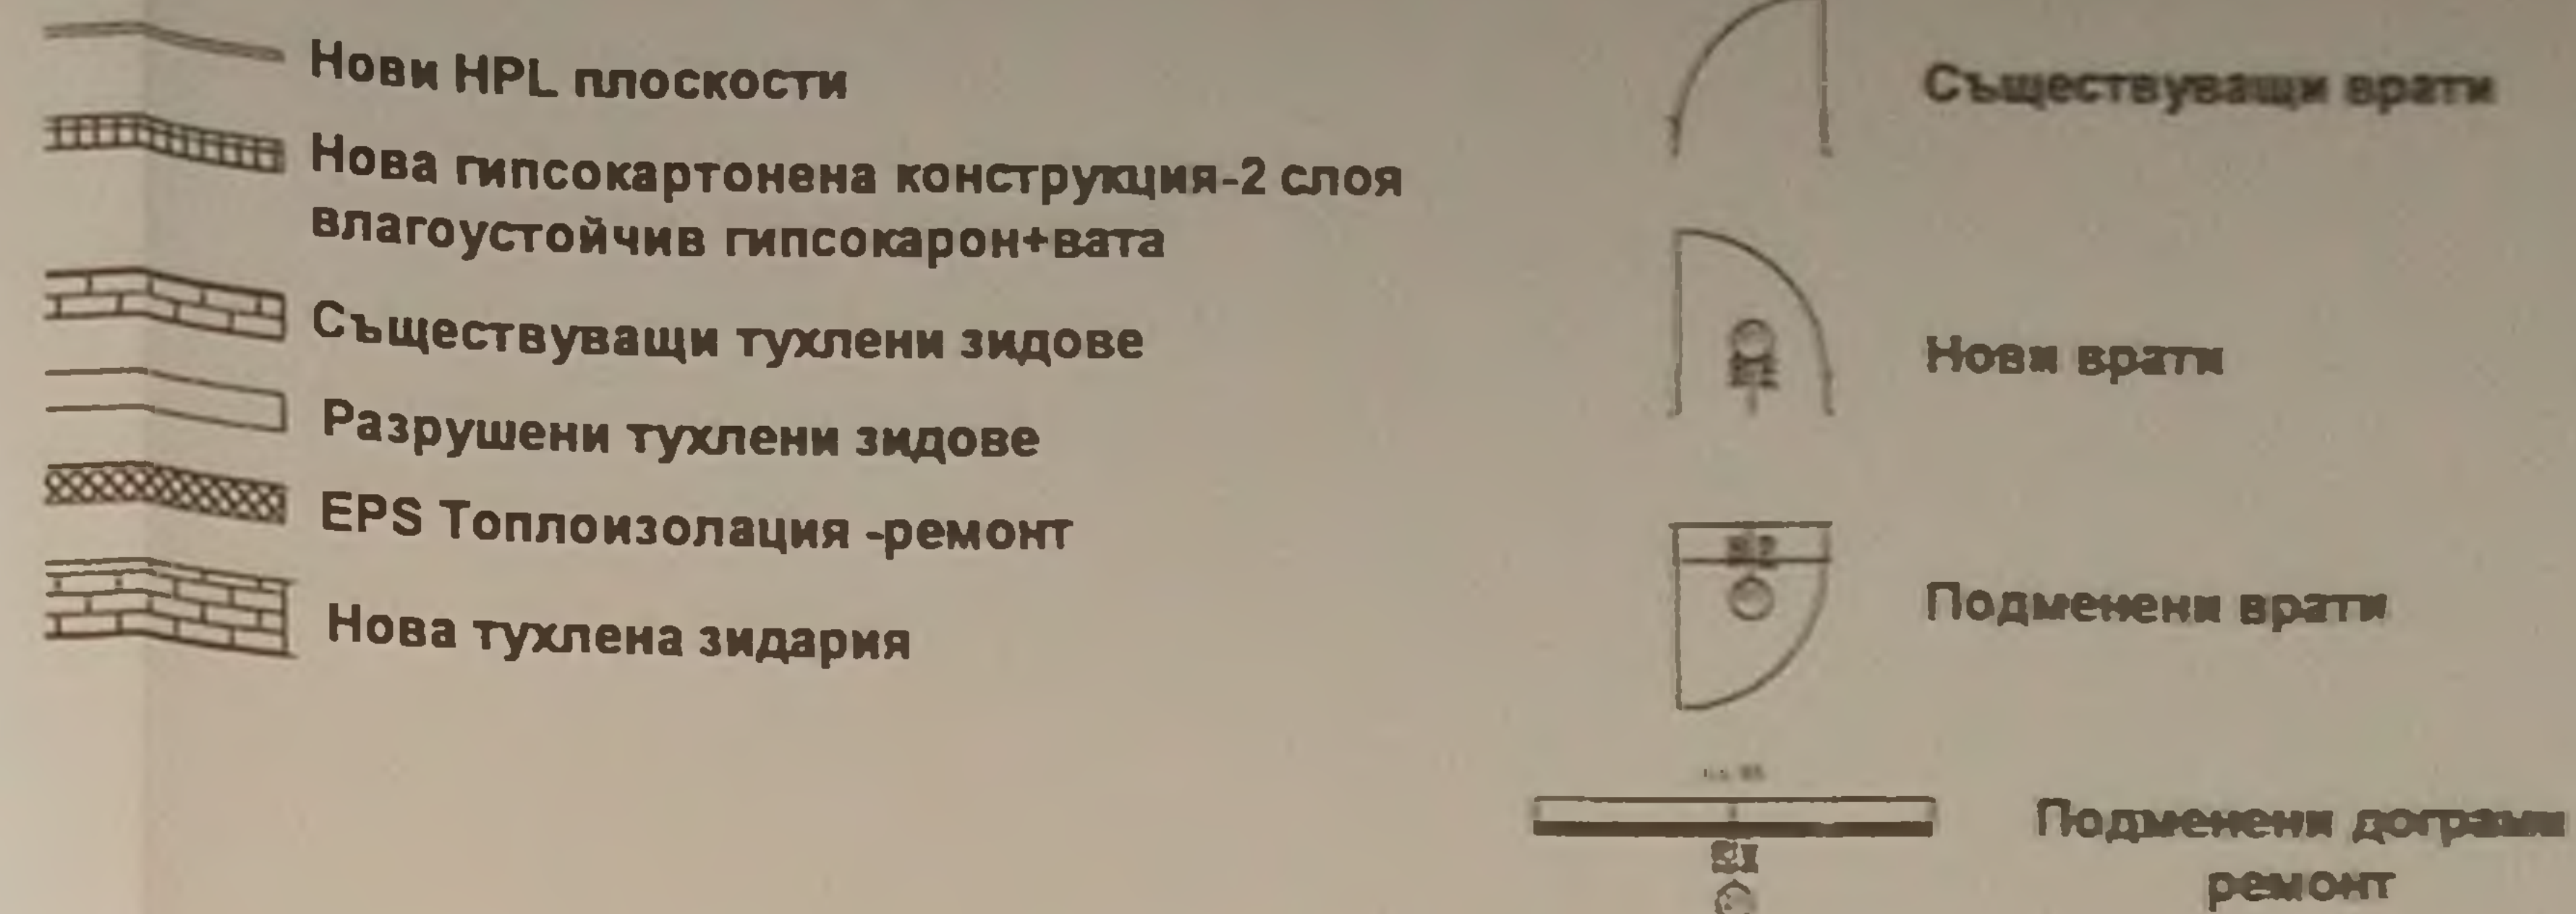 Нови HPL плоскости
Нова гипсокартонена конструкция-2 слоя
влагоустойчив гипсокарон+вата
Съществуващи тухлени зидове
Разрушени тухлени зидове
EPS Топлоизолация -ремонт
Нова тухлена зидария
Съществуващи врати
Нови врати
Подменени врати
Подменени дограми
ремонт